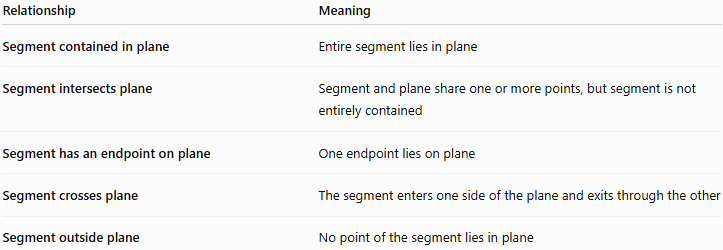 Relationship Meaning
Segment contained in plane Entire segment lies in plane
Segment intersects plane Segment and plane share one or more points, but segment is not
entirely contained
Segment has an endpoint on plane One endpoint lies on plane
Segment crosses plane The segment enters one side of the plane and exits through the other
Segment outside plane No point of the segment lies in plane